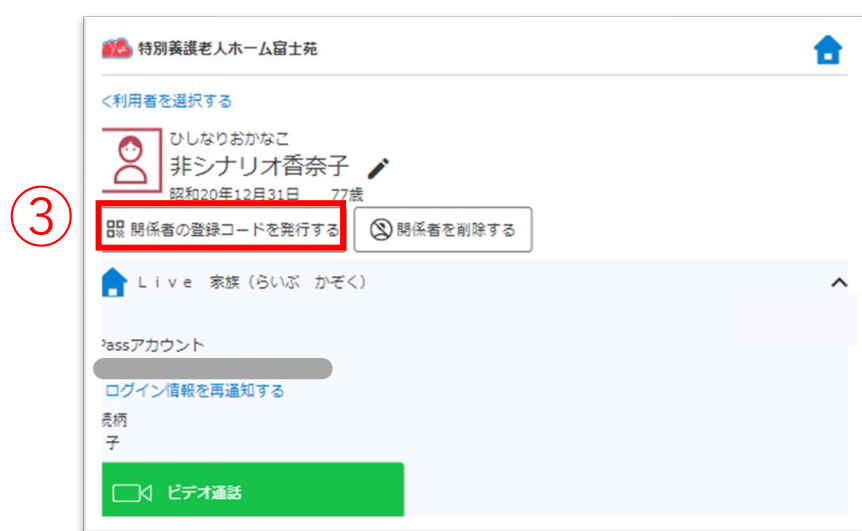 特別養護老人ホーム富士苑
<利用者を選択する
ひしなりおかなこ
非シナリオ香奈子
昭和20年12月31日 77歳
③
関係者の登録コードを発行する 関係者を削除する
Live 家族（らいぶ かぞく）
Passアカウント
ログイン情報を再通知する
続柄
子
ビデオ通話